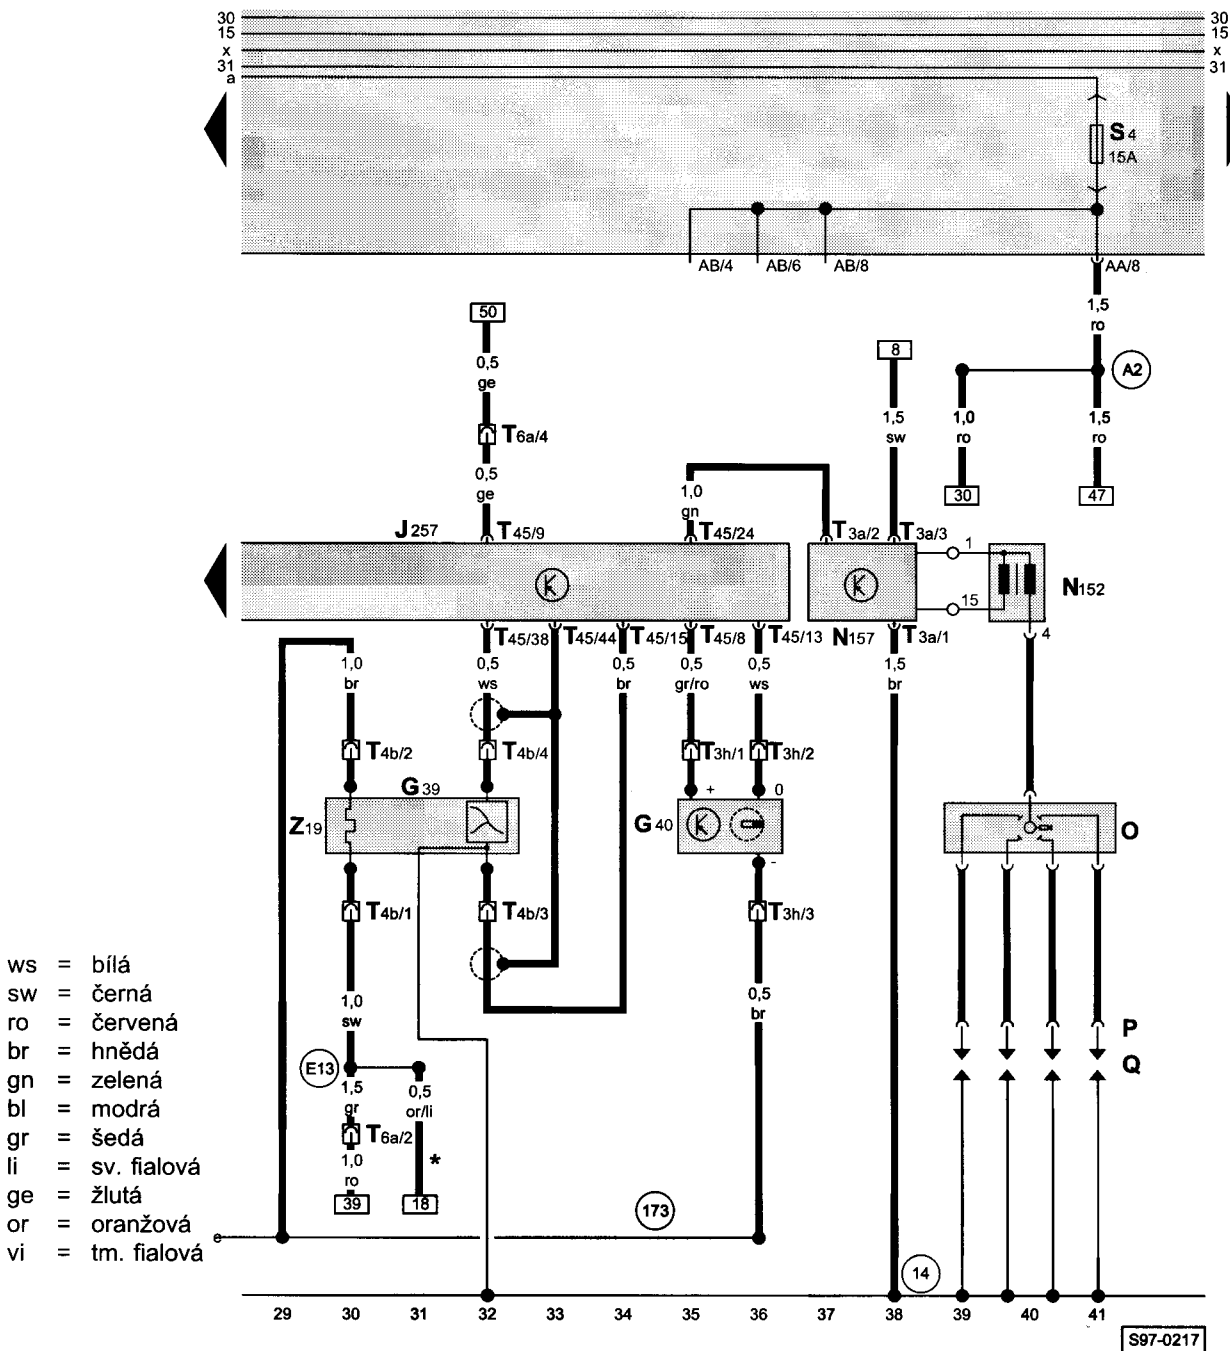 30 30
15 15
x x
31 31
a
S 4
15A
AB/4 AB/6 AB/8 AA/8
1,5
ro
50
8
A2
0,5
ge
1,5
sw
1,0
ro
1,5
ro
T6a/4
0,5
ge
1,0
gn
30
47
J257 T45/9 T45/24 T3a/2 T3a/3
1
N152
15
T45/38 T45/44 T45/15 T45/8 T45/13 N157 T3a/1
4
1,0
br
0,5
ws
0,5
br
0,5
gr/ro
0,5
ws
1,5
br
T4b/2 T4b/4 T3h/1 T3h/2
G39
+ 0
Z19
G40
O
-
T4b/1 T4b/3 T3h/3
ws = bílá
sw = černá
ro = červená
br = hnědá
gn = zelená
bl = modrá
gr = šedá
li = sv. fialová
ge = žlutá
or = oranžová
vi = tm. fialová
1,0
sw
0,5
br
P
Q
E13
1,5
gr
0,5
or/li
T6a/2
*
1,0
ro
39
18
173
e
14
29 30 31 32 33 34 35 36 37 38 39 40 41
S97-0217